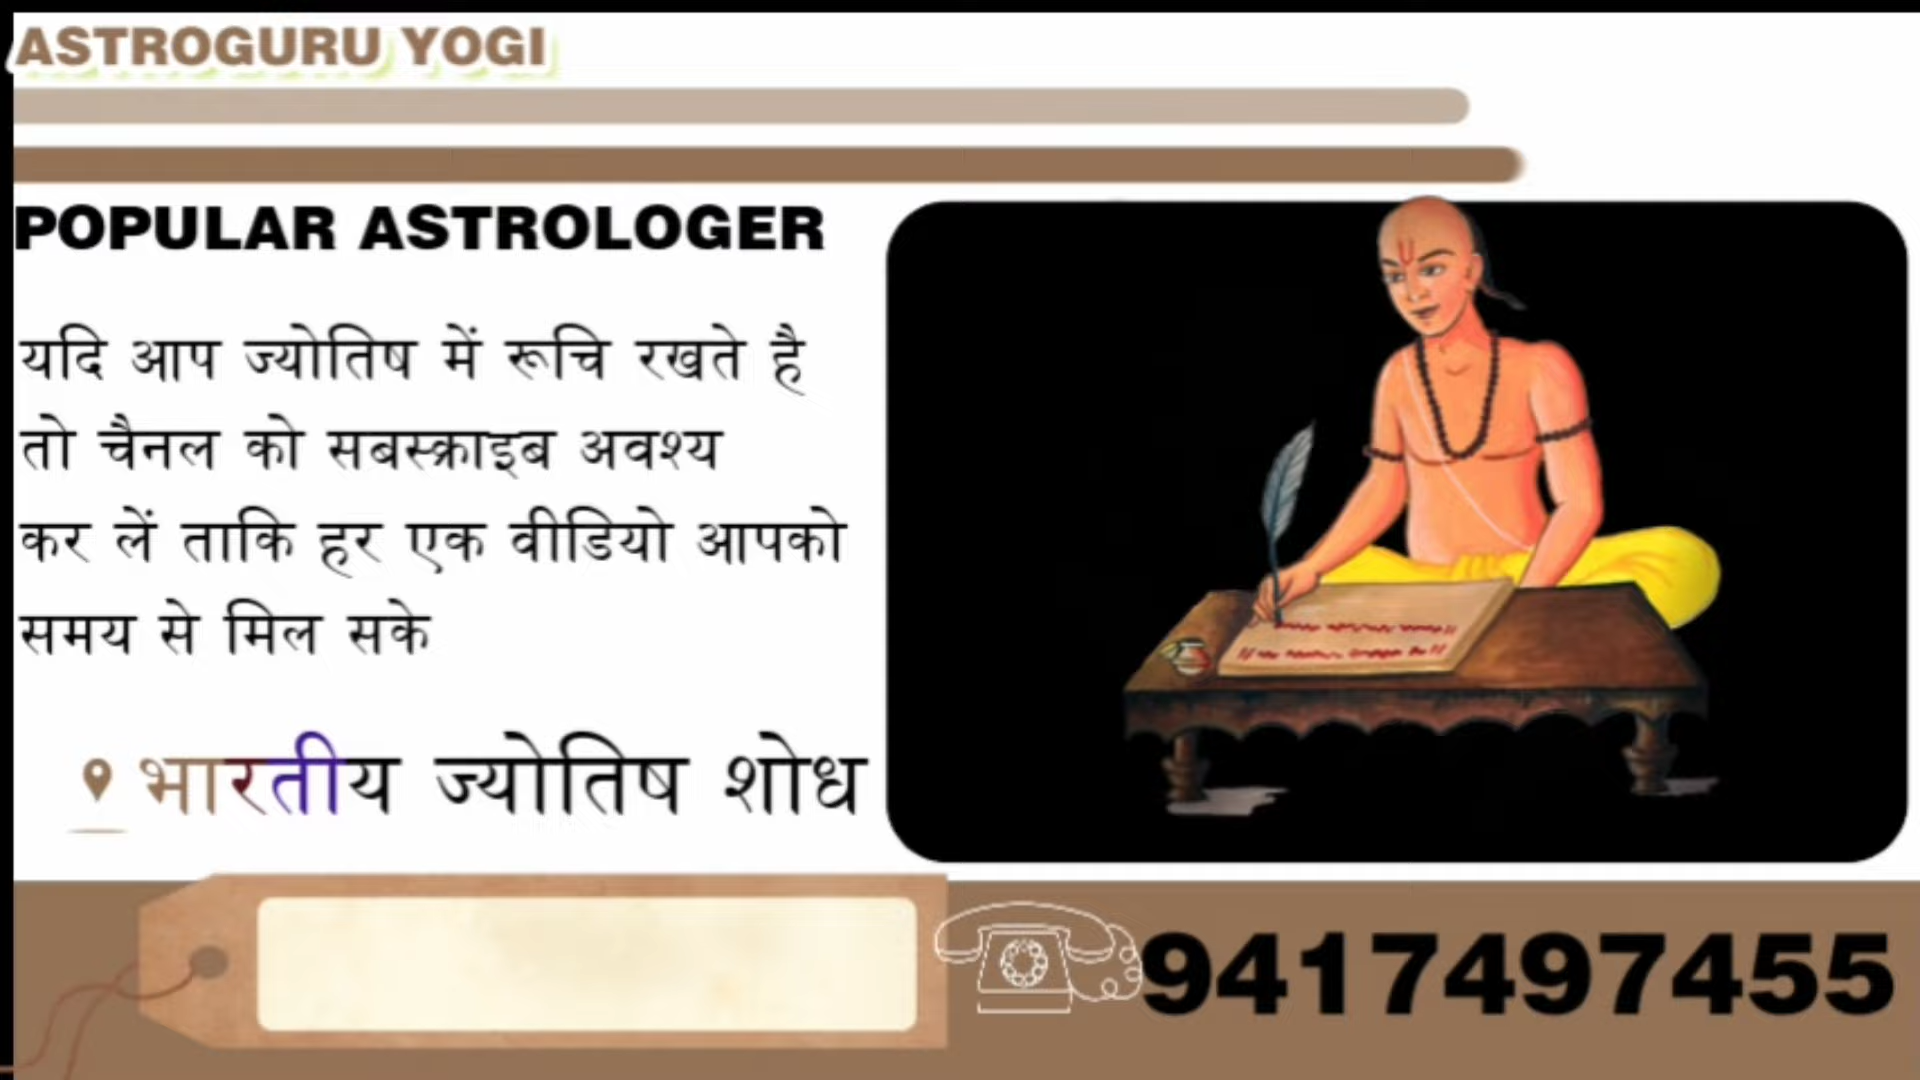 ASTROGURU YOGI
POPULAR ASTROLOGER
यदि आप ज्योतिष में रूचि रखते है
तो चैनल को सबस्क्राइब अवश्य
कर लें ताकि हर एक वीडियो आपको
समय से मिल सके
भारतीय ज्योतिष शोध
9417497455